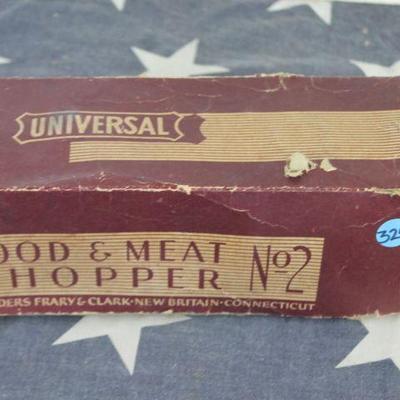 UNIVERSAL
OOD & MEAT
HOPPER Nº2
DERS FRARY & CLARK • NEW BRITAIN • CONNECTICUT